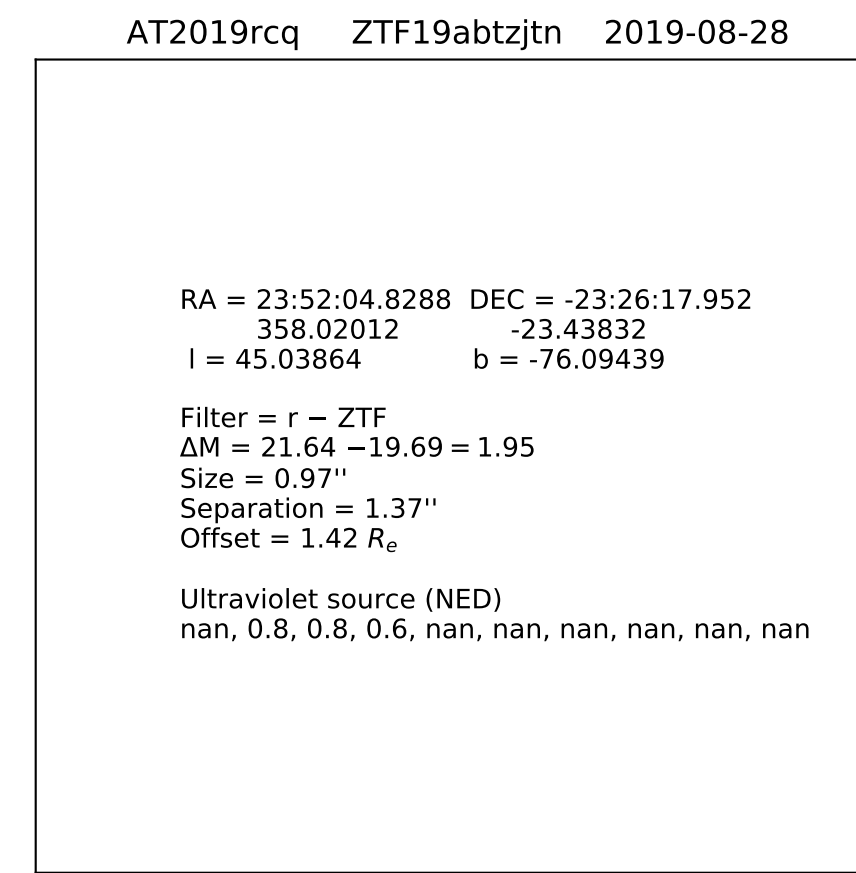 AT2019rcq ZTF19abtzjtn 2019-08-28
RA = 23:52:04.8288 DEC = -23:26:17.952
358.02012 -23.43832
l = 45.03864 b = -76.09439
Filter = r − ZTF
ΔM = 21.64 −19.69 = 1.95
Size = 0.97''
Separation = 1.37''
Offset = 1.42 Rₑ
Ultraviolet source (NED)
nan, 0.8, 0.8, 0.6, nan, nan, nan, nan, nan, nan